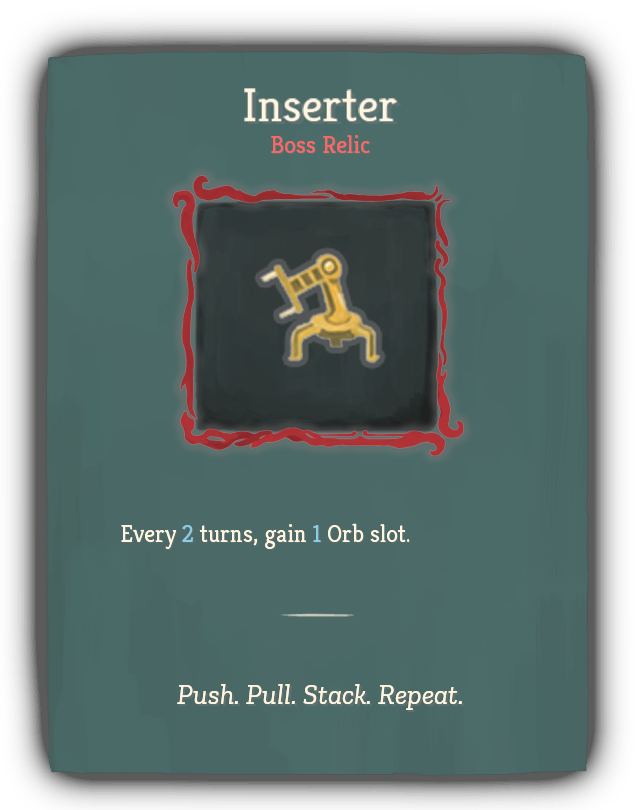 Inserter
Boss Relic
Every 2 turns, gain 1 Orb slot.
Push. Pull. Stack. Repeat.